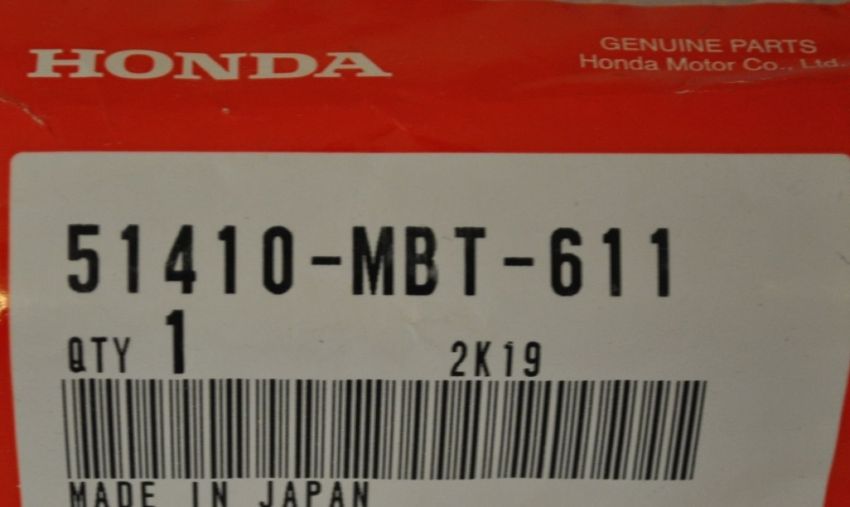 HONDA
GENUINE PARTS
Honda Motor Co., Ltd.
51410-MBT-611
QTY 1 2K19
MADE IN JAPAN